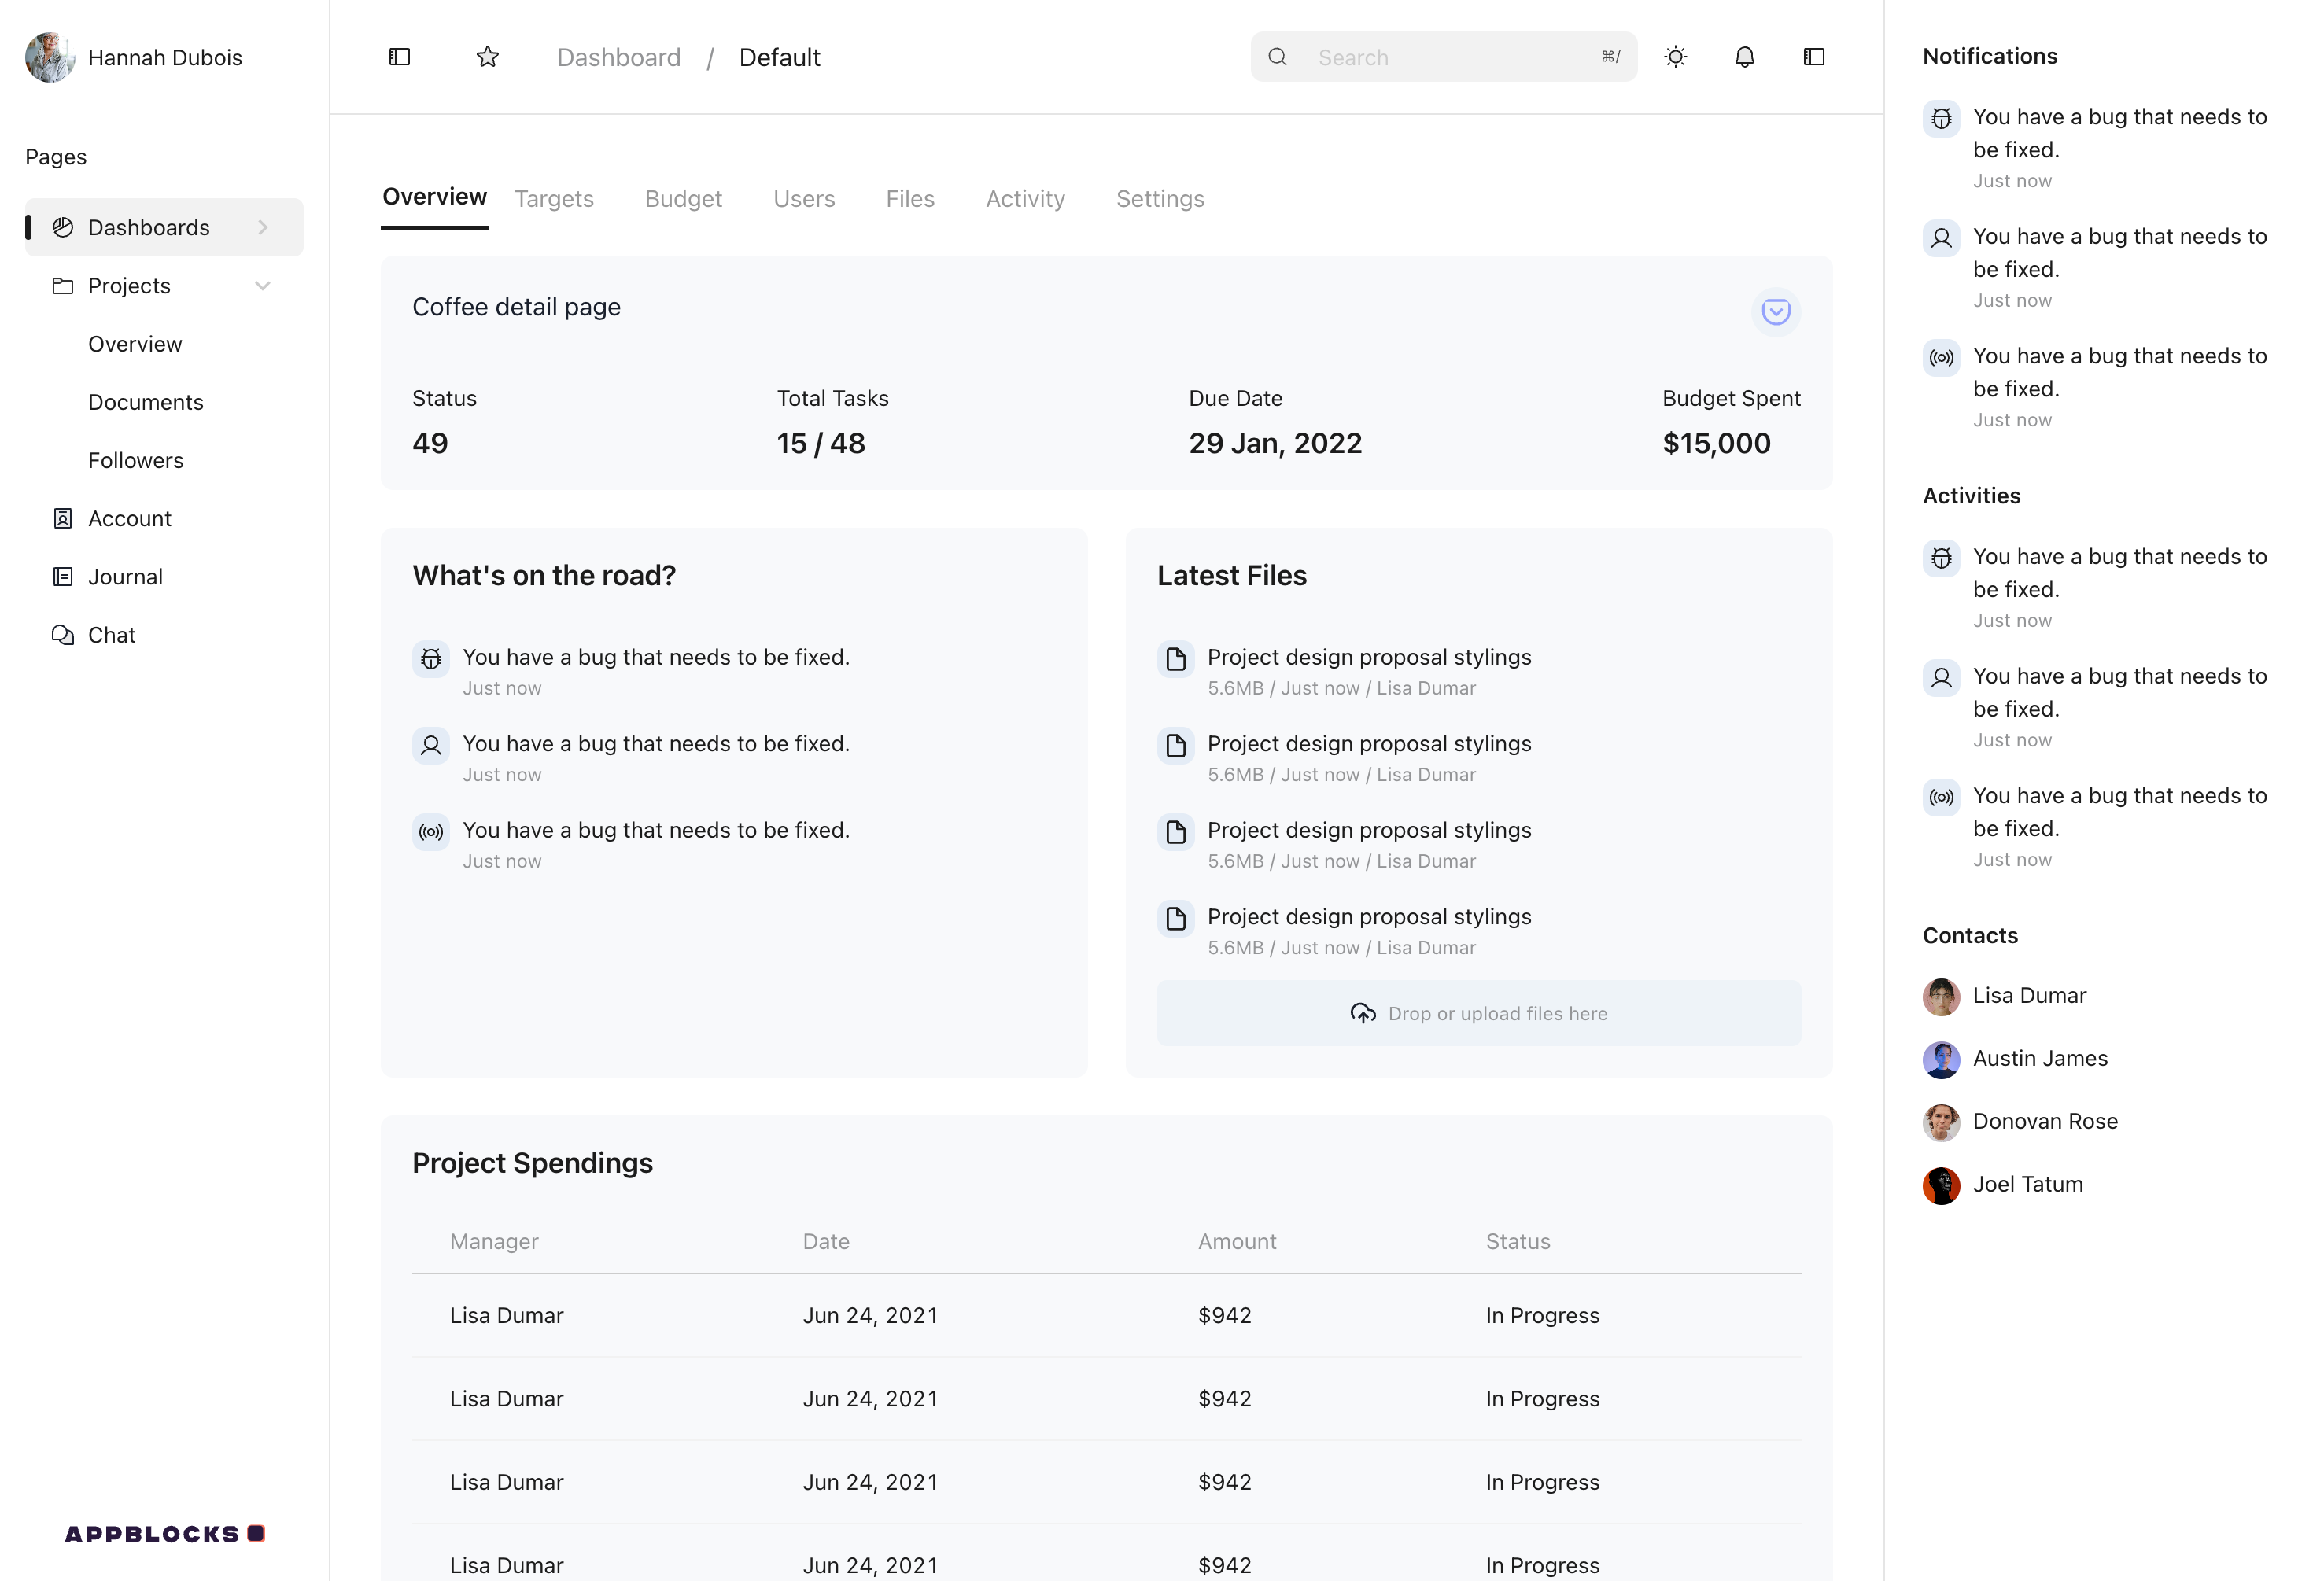 Hannah Dubois
Pages
Dashboards
Projects
Overview
Documents
Followers
Account
Journal
Chat
APPBLOCKS
Dashboard / Default
Search ⌘/
Overview Targets Budget Users Files Activity Settings
Coffee detail page
Status Total Tasks Due Date Budget Spent
49 15 / 48 29 Jan, 2022 $15,000
What's on the road?
You have a bug that needs to be fixed.
Just now
You have a bug that needs to be fixed.
Just now
You have a bug that needs to be fixed.
Just now
Latest Files
Project design proposal stylings
5.6MB / Just now / Lisa Dumar
Project design proposal stylings
5.6MB / Just now / Lisa Dumar
Project design proposal stylings
5.6MB / Just now / Lisa Dumar
Project design proposal stylings
5.6MB / Just now / Lisa Dumar
Drop or upload files here
Project Spendings
Manager Date Amount Status
Lisa Dumar Jun 24, 2021 $942 In Progress
Lisa Dumar Jun 24, 2021 $942 In Progress
Lisa Dumar Jun 24, 2021 $942 In Progress
Lisa Dumar Jun 24, 2021 $942 In Progress
Notifications
You have a bug that needs to
be fixed.
Just now
You have a bug that needs to
be fixed.
Just now
You have a bug that needs to
be fixed.
Just now
Activities
You have a bug that needs to
be fixed.
Just now
You have a bug that needs to
be fixed.
Just now
You have a bug that needs to
be fixed.
Just now
Contacts
Lisa Dumar
Austin James
Donovan Rose
Joel Tatum